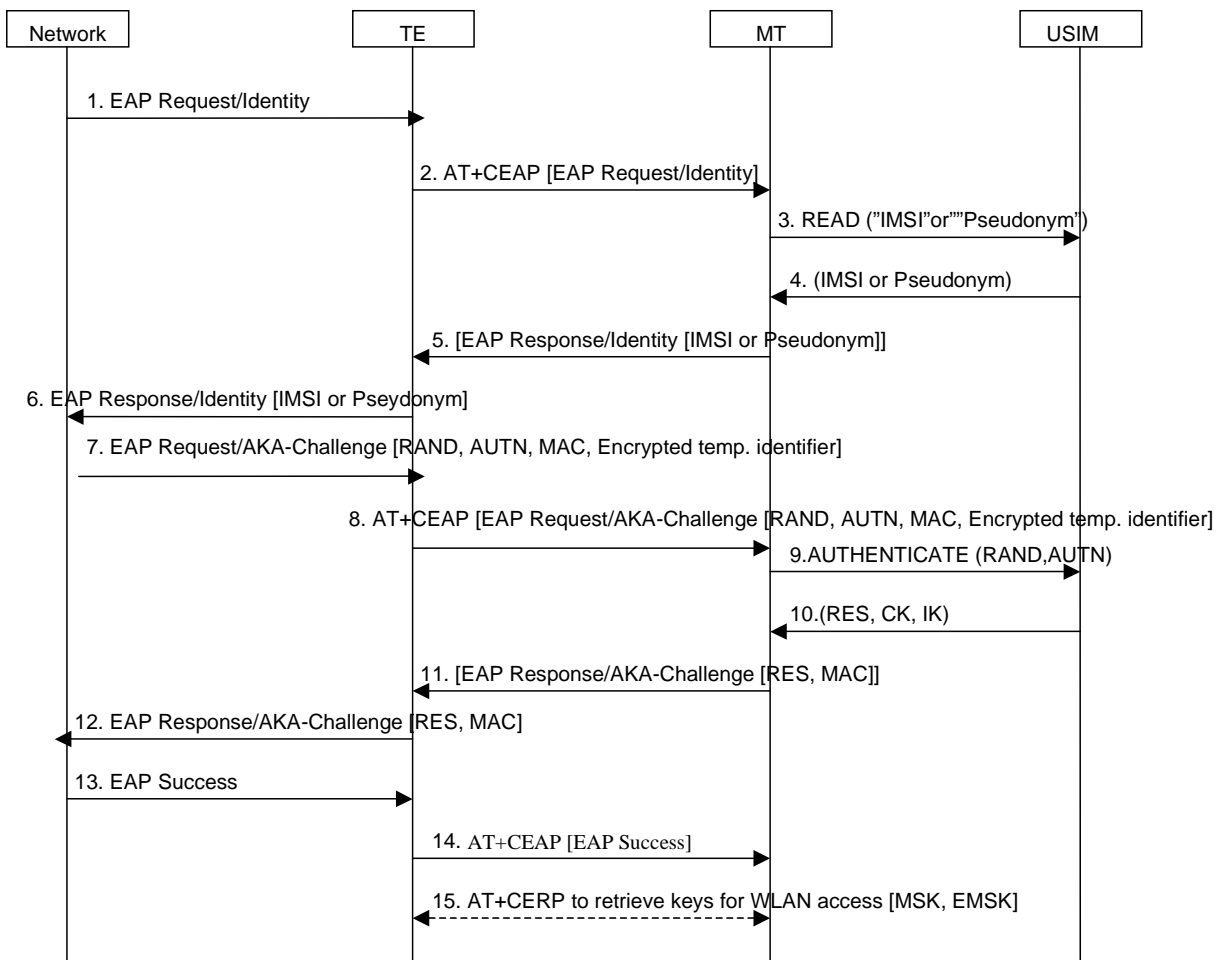 Network
TE
MT
USIM
1. EAP Request/Identity
2. AT+CEAP [EAP Request/Identity]
3. READ ("IMSI”or””Pseudonym”)
4. (IMSI or Pseudonym)
5. [EAP Response/Identity [IMSI or Pseudonym]]
6. EAP Response/Identity [IMSI or Pseydonym]
7. EAP Request/AKA-Challenge [RAND, AUTN, MAC, Encrypted temp. identifier]
8. AT+CEAP [EAP Request/AKA-Challenge [RAND, AUTN, MAC, Encrypted temp. identifier]
9.AUTHENTICATE (RAND,AUTN)
10.(RES, CK, IK)
11. [EAP Response/AKA-Challenge [RES, MAC]]
12. EAP Response/AKA-Challenge [RES, MAC]
13. EAP Success
14. AT+CEAP [EAP Success]
15. AT+CERP to retrieve keys for WLAN access [MSK, EMSK]